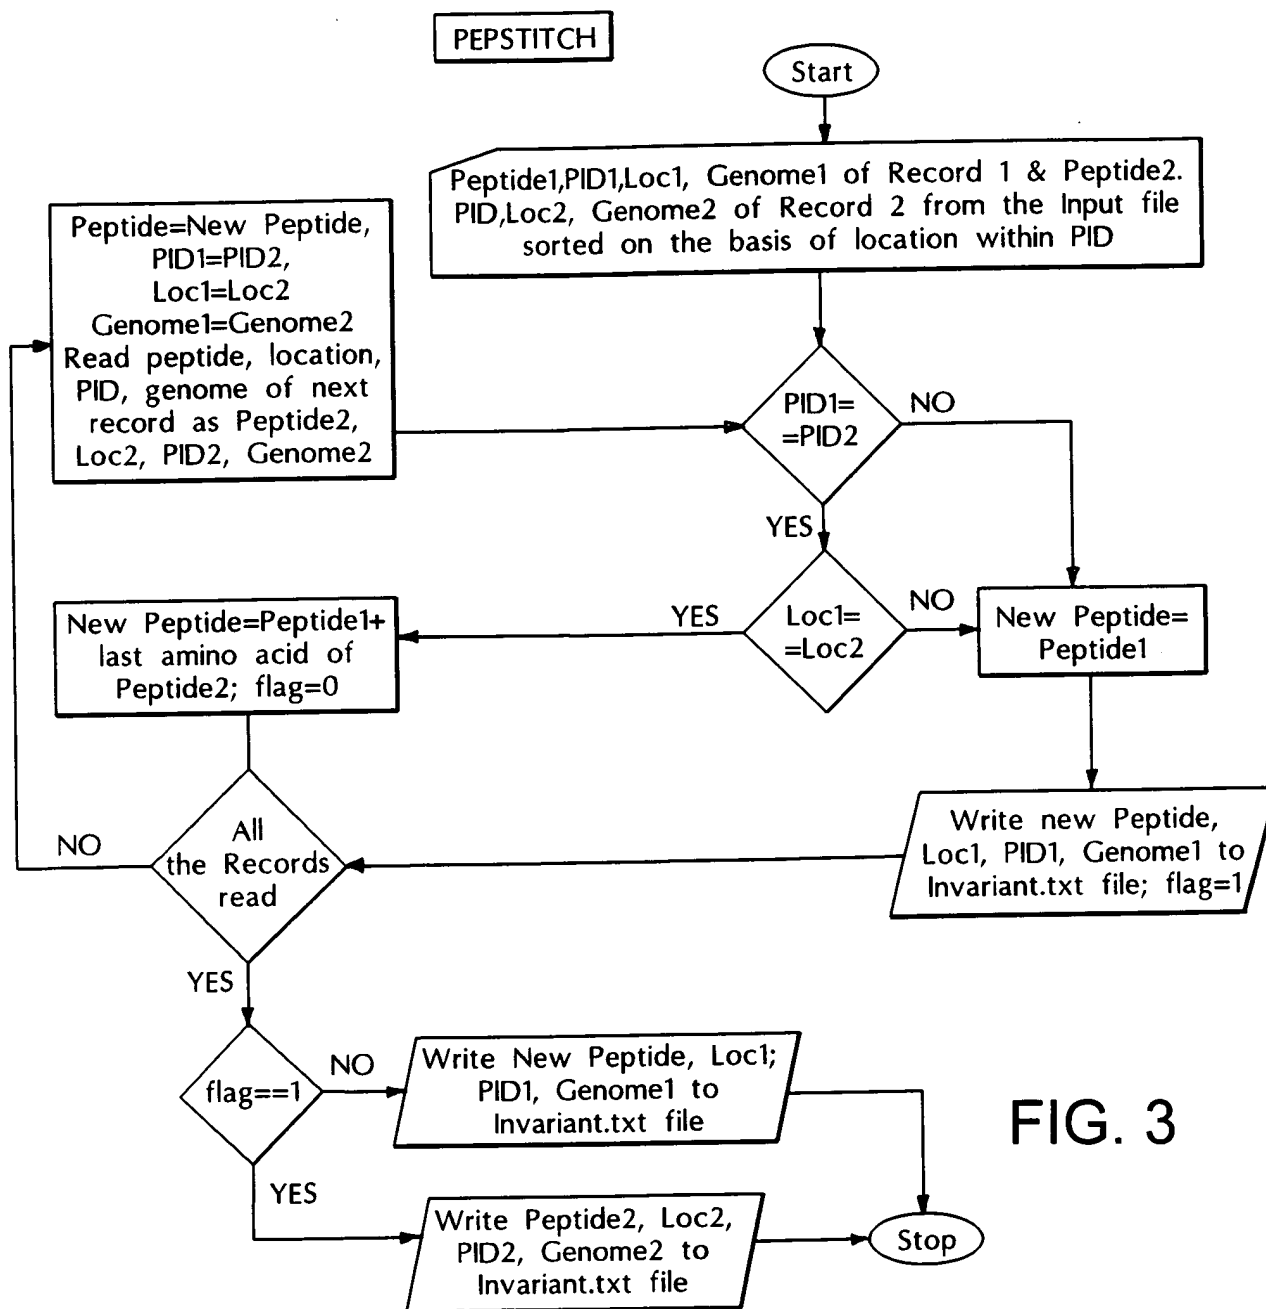 PEPSTITCH
Start
Peptide1,PID1,Loc1, Genome1 of Record 1 & Peptide2.
PID,Loc2, Genome2 of Record 2 from the Input file
sorted on the basis of location within PID
Peptide=New Peptide,
PID1=PID2,
Loc1=Loc2
Genome1=Genome2
Read peptide, location,
PID, genome of next
record as Peptide2,
Loc2, PID2, Genome2
PID1=
=PID2
NO
YES
Loc1=
=Loc2
YES
NO
New Peptide=Peptide1+
last amino acid of
Peptide2; flag=0
New Peptide=
Peptide1
Write new Peptide,
Loc1, PID1, Genome1 to
Invariant.txt file; flag=1
All
the Records
read
NO
YES
flag==1
NO
Write New Peptide, Loc1;
PID1, Genome1 to
Invariant.txt file
YES
Write Peptide2, Loc2,
PID2, Genome2 to
Invariant.txt file
Stop
FIG. 3